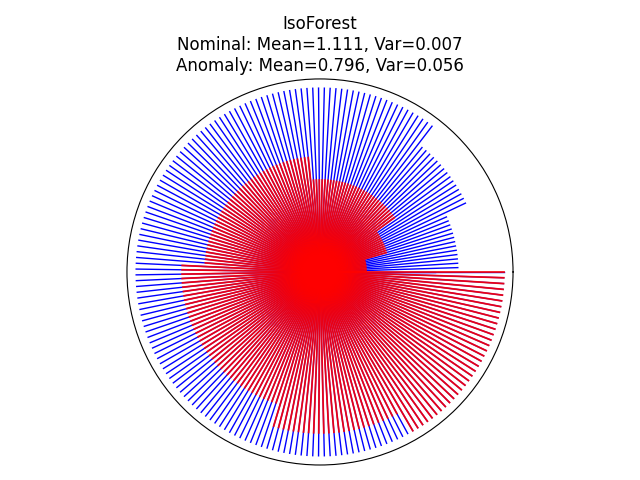 IsoForest
Nominal: Mean=1.111, Var=0.007
Anomaly: Mean=0.796, Var=0.056